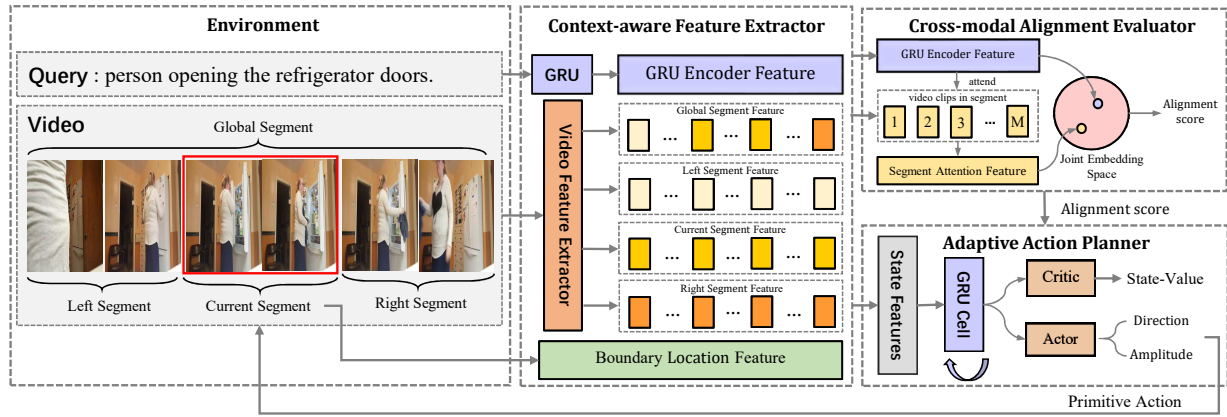 Environment
Query : person opening the refrigerator doors.
Video
Global Segment
Left Segment
Current Segment
Right Segment
Context-aware Feature Extractor
GRU
GRU Encoder Feature
Video Feature Extractor
Global Segment Feature
... ... ...
Left Segment Feature
... ... ...
Current Segment Feature
... ... ...
Right Segment Feature
... ... ...
Boundary Location Feature
Cross-modal Alignment Evaluator
GRU Encoder Feature
attend
video clips in segment
1 2 3 ... M
Segment Attention Feature
Joint Embedding
Space
Alignment
score
Alignment score
Adaptive Action Planner
State Features
GRU Cell
Critic
State-Value
Actor
Direction
Amplitude
Primitive Action